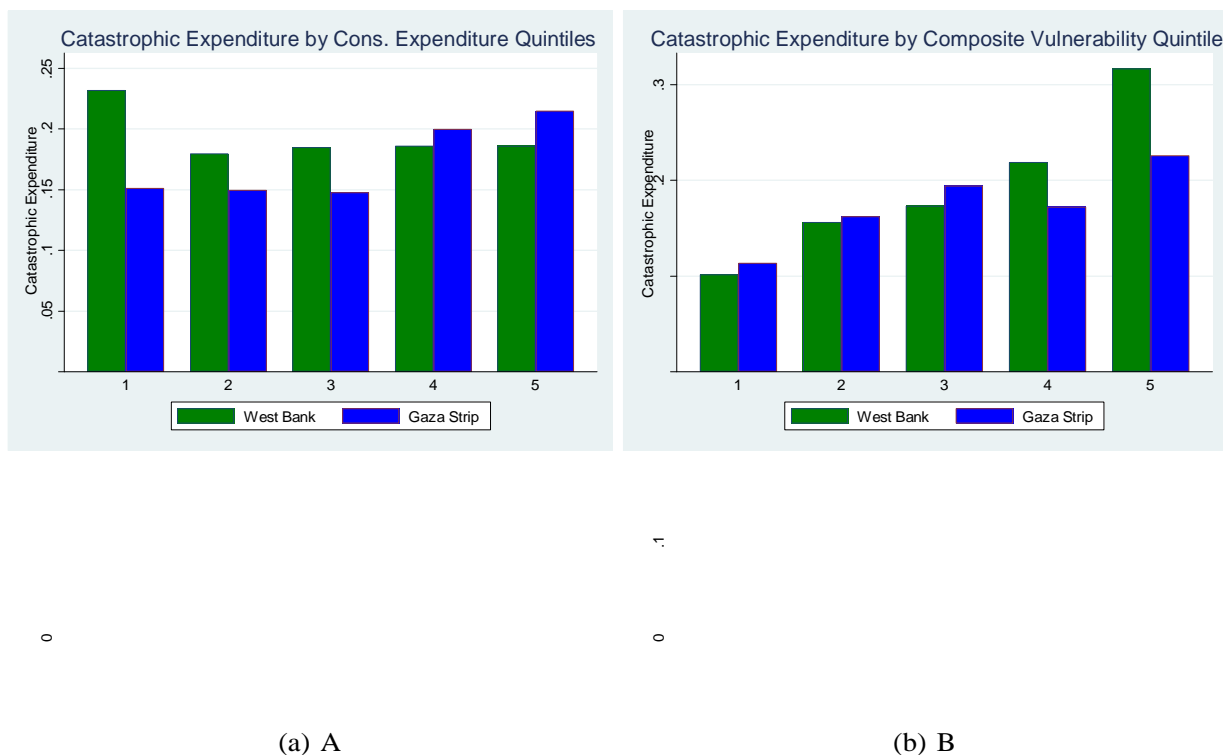 Catastrophic Expenditure by Cons. Expenditure Quintiles
Catastrophic Expenditure
.25
.2
.15
.1
.05
1 2 3 4 5
West Bank Gaza Strip
Catastrophic Expenditure by Composite Vulnerability Quintile
Catastrophic Expenditure
.3
.2
1 2 3 4 5
West Bank Gaza Strip
.1
0
0
(a) A
(b) B